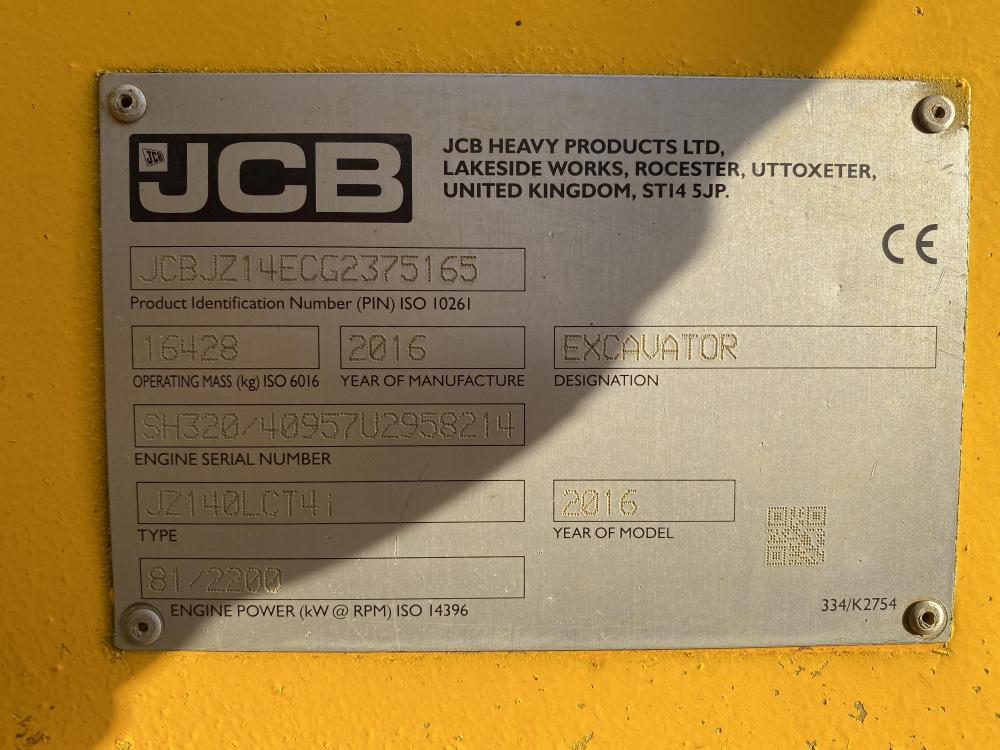 JCB
JCB HEAVY PRODUCTS LTD,
LAKESIDE WORKS, ROCESTER, UTTOXETER,
UNITED KINGDOM, ST14 5JP.
CE
JCBJZ14ECG2375165
Product Identification Number (PIN) ISO 10261
16428 2016 EXCAVATOR
OPERATING MASS (kg) ISO 6016 YEAR OF MANUFACTURE DESIGNATION
SH320/40957U2958214
ENGINE SERIAL NUMBER
JZ140LCT4i 2016
TYPE YEAR OF MODEL
81/2200
ENGINE POWER (kW @ RPM) ISO 14396
334/K2754